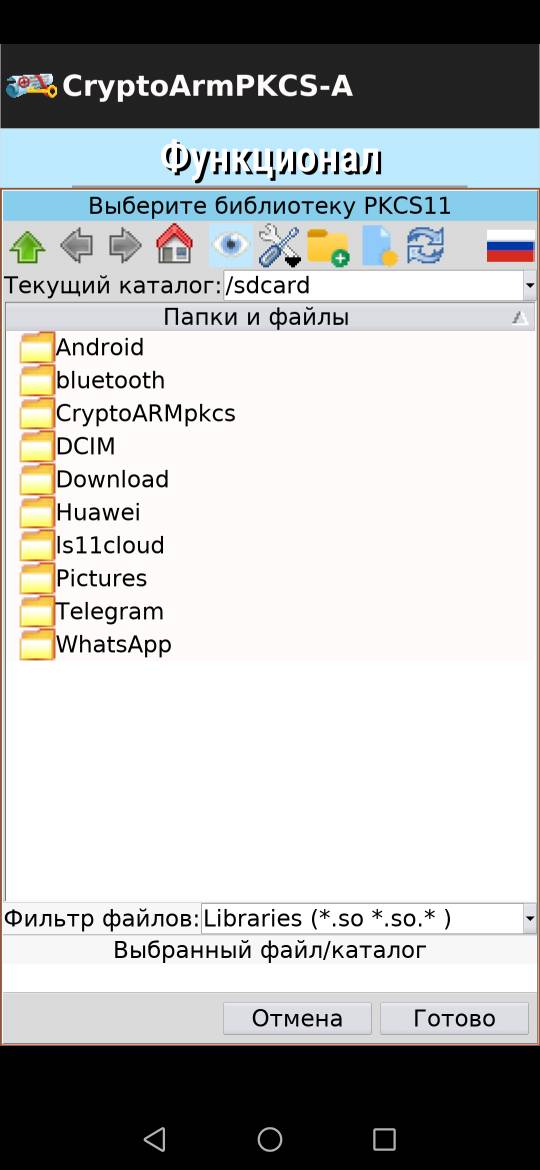 CryptoArmPKCS-A
Функционал
Выберите библиотеку PKCS11
Текущий каталог: /sdcard
Папки и файлы
Android
bluetooth
CryptoARMpkcs
DCIM
Download
Huawei
ls11cloud
Pictures
Telegram
WhatsApp
Фильтр файлов: Libraries (*.so *.so.* )
Выбранный файл/каталог
Отмена Готово